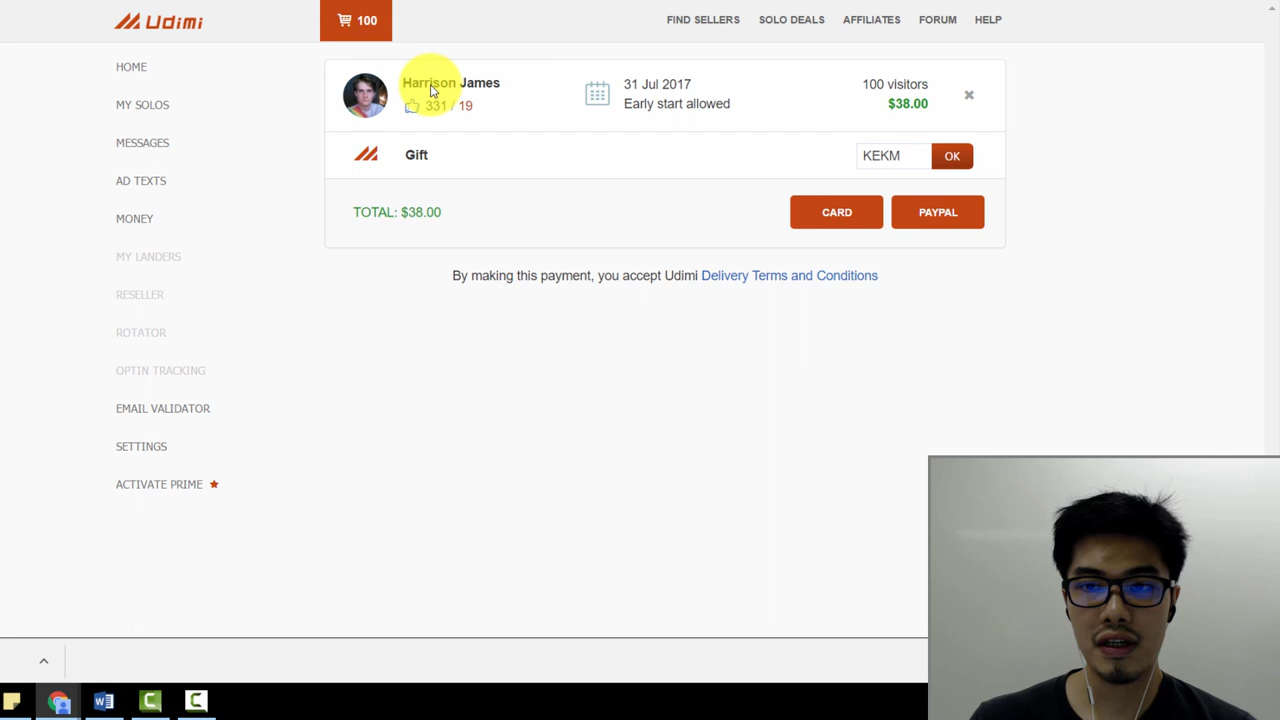 Udimi
100
FIND SELLERS
SOLO DEALS
AFFILIATES
FORUM
HELP
HOME
MY SOLOS
MESSAGES
AD TEXTS
MONEY
MY LANDERS
RESELLER
ROTATOR
OPTIN TRACKING
EMAIL VALIDATOR
SETTINGS
ACTIVATE PRIME
Harrison James
331 / 19
31 Jul 2017
Early start allowed
100 visitors
$38.00
Gift
KEKM
OK
TOTAL: $38.00
CARD
PAYPAL
By making this payment, you accept Udimi Delivery Terms and Conditions